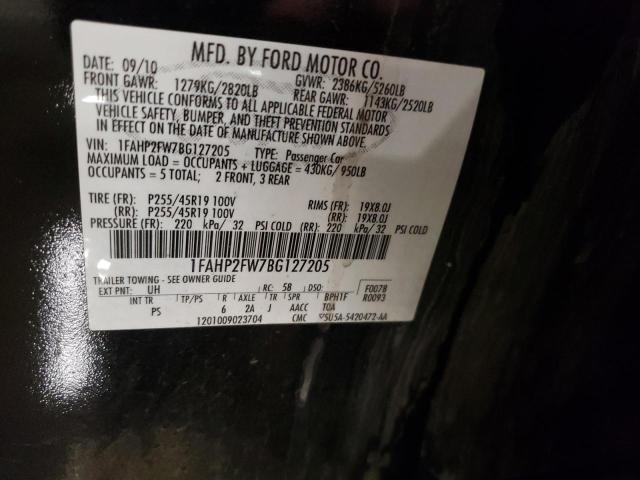 MFD. BY FORD MOTOR CO.
DATE: 09/10 GVWR: 2386KG/5260LB
FRONT GAWR: 1279KG/2820LB REAR GAWR: 1143KG/2520LB
THIS VEHICLE CONFORMS TO ALL APPLICABLE FEDERAL MOTOR
VEHICLE SAFETY, BUMPER, AND THEFT PREVENTION STANDARDS
IN EFFECT ON THE DATE OF MANUFACTURE SHOWN ABOVE.
VIN: 1FAHP2FW7BG127205 TYPE: Passenger Car
MAXIMUM LOAD = OCCUPANTS + LUGGAGE = 430KG/ 950LB
OCCUPANTS = 5 TOTAL; 2 FRONT, 3 REAR
TIRE (FR): P255/45R19 100V RIMS (FR): 19X8.0J
(RR): P255/45R19 100V (RR): 19X8.0J
PRESSURE (FR): 220 kPa/ 32 PSI COLD (RR): 220 kPa/ 32 PSI COLD
1FAHP2FW7BG127205
TRAILER TOWING - SEE OWNER GUIDE
EXT PNT: UH RC: 58 DSO: F0078
INT TR TP/PS R AXLE TR SPR BPH1F R0093
PS 6 2A J AACC TOA
1201009023704 CMC 5U5A-5420472-AA